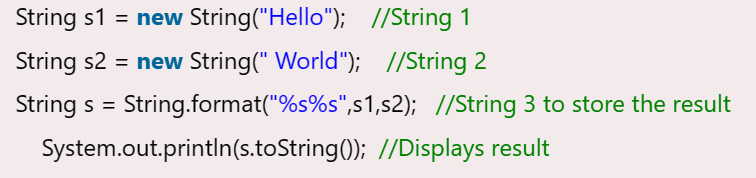 String s1 = new String("Hello");    //String 1
String s2 = new String(" World");    //String 2
String s = String.format("%s%s",s1,s2);   //String 3 to store the result
System.out.println(s.toString());  //Displays result